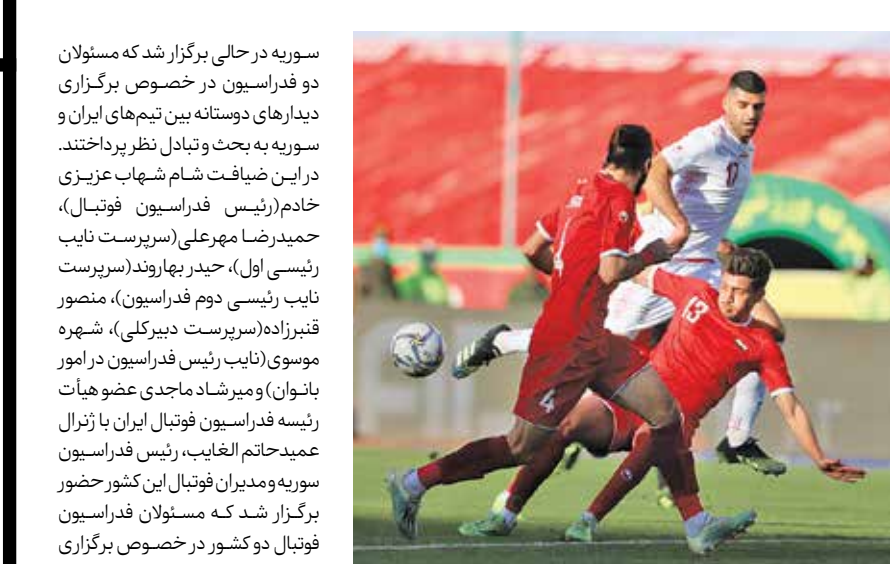 سوریه در حالی برگزار شد که مسئولان
دو فدراسیون در خصوص برگزاری
دیدارهای دوستانه بین تیم‌های ایران و
سوریه به بحث و تبادل نظر پرداختند.
در این ضیافت شام شهاب عزیزی
خادم(رئیس فدراسیون فوتبال)،
حمیدرضا مهرعلی(سرپرست نایب
رئیسی اول)، حیدر بهاروند(سرپرست
نایب رئیسی دوم فدراسیون)، منصور
قنبرزاده(سرپرست دبیرکلی)، شهره
موسوی(نایب رئیس فدراسیون در امور
بانوان) و میرشاد ماجدی عضو هیأت
رئیسه فدراسیون فوتبال ایران با ژنرال
عمیدحاتم الغایب، رئیس فدراسیون
سوریه و مدیران فوتبال این کشور حضور
برگزار شد که مسئولان فدراسیون
فوتبال دو کشور در خصوص برگزاری
17
13
4